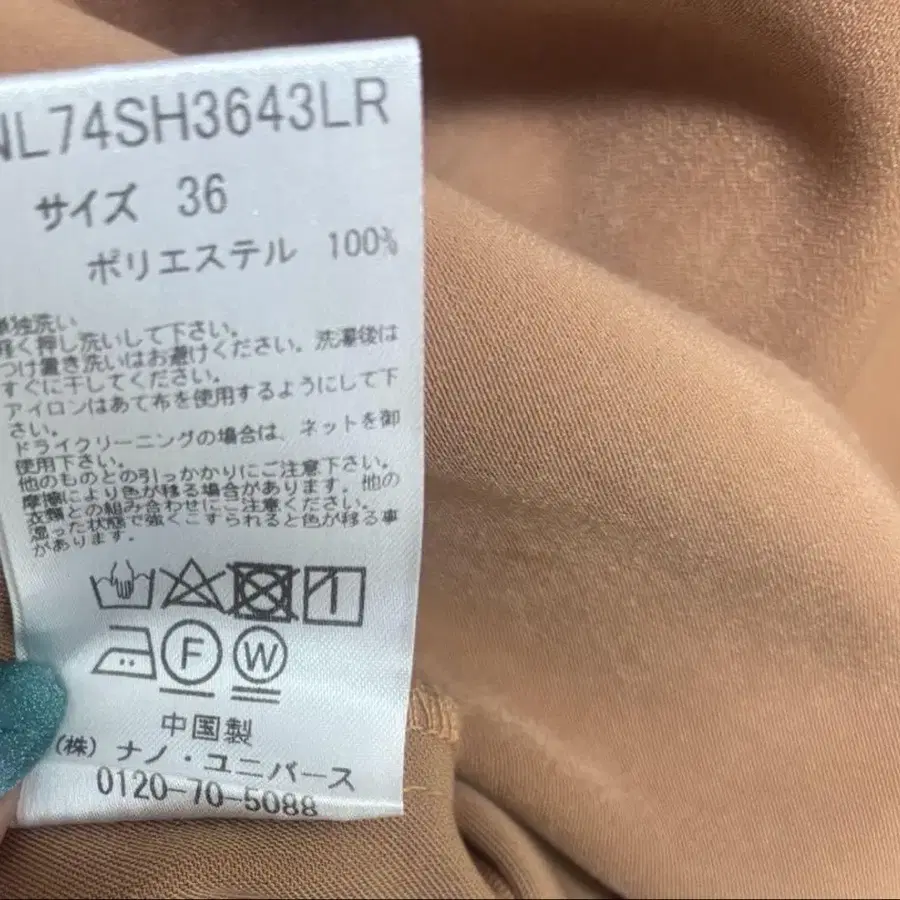 NL74SH3643LR
サイズ 36
ポリエステル 100%
単独洗い
軽く押し洗いして下さい。
つけ置き洗いはお避けください。洗濯後は
すぐに干してください。
アイロンはあて布を使用するようにして下
さい。
ドライクリーニングの場合は、ネットを御
使用下さい。
他のものとの引っかかりにご注意下さい。
摩擦により色が移る場合があります。他の
衣類との組み合わせにご注意ください。
湿った状態で強くこすられると色が移る事
があります。
F W
中国製
(株) ナノ・ユニバース
0120-70-5088